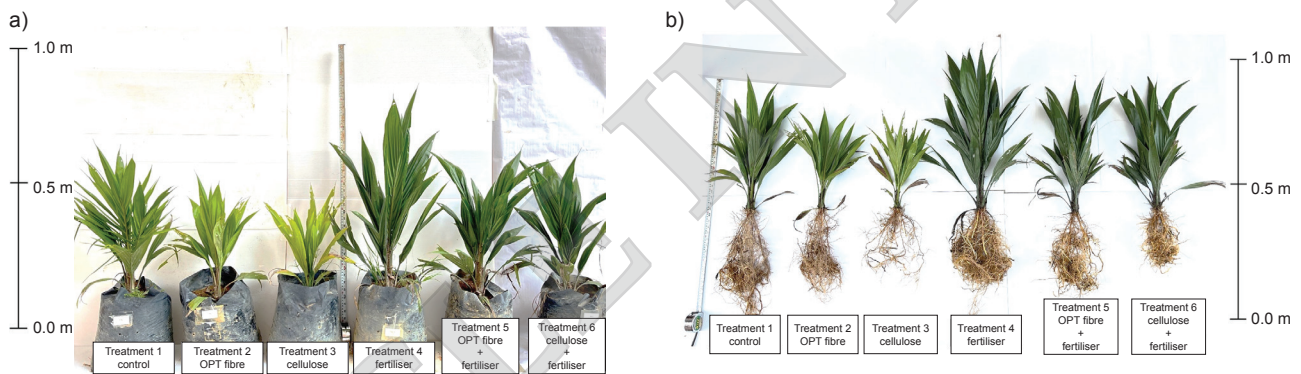 a)
1.0 m
0.5 m
0.0 m
Treatment 1
control
Treatment 2
OPT fibre
Treatment 3
cellulose
Treatment 4
fertiliser
Treatment 5
OPT fibre
+
fertiliser
Treatment 6
cellulose
+
fertiliser
b)
1.0 m
0.5 m
0.0 m
Treatment 1
control
Treatment 2
OPT fibre
Treatment 3
cellulose
Treatment 4
fertiliser
Treatment 5
OPT fibre
+
fertiliser
Treatment 6
cellulose
+
fertiliser